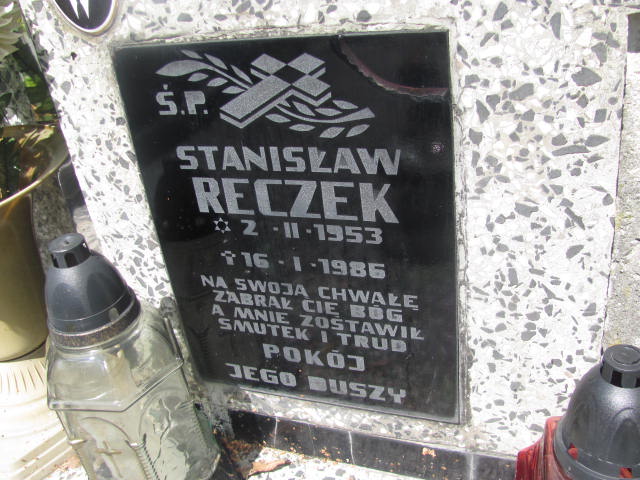 Ś.P.
STANISŁAW
RECZEK
✡ 2 -II-1953
✝ 16 -I-1986
NA SWOJĄ CHWAŁĘ
ZABRAŁ CIĘ BÓG
A MNIE ZOSTAWIŁ
SMUTEK I TRUD
POKÓJ
JEGO DUSZY